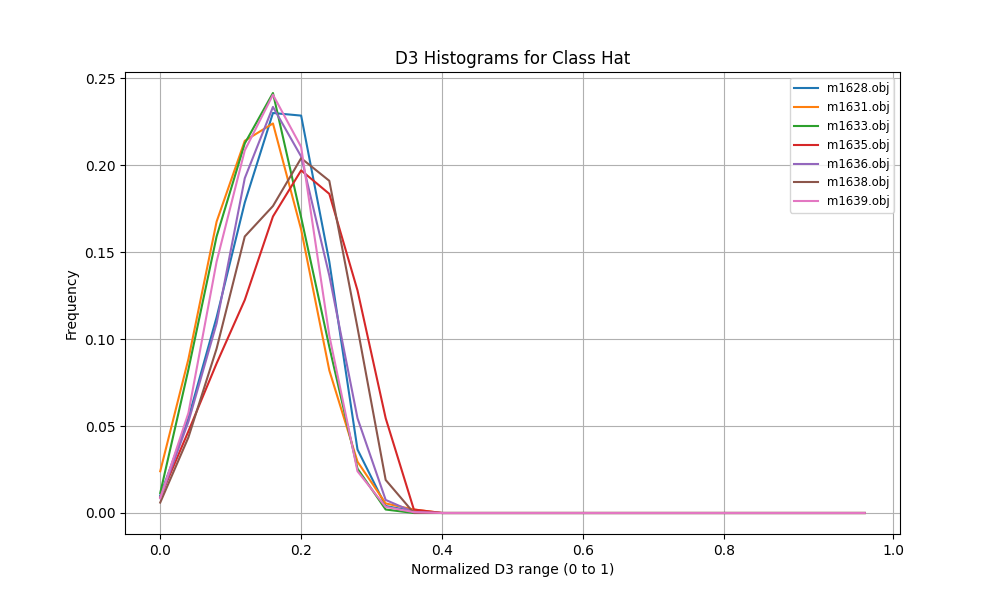 D3 Histograms for Class Hat
0.25
0.20
0.15
0.10
0.05
0.00
Frequency
0.0 0.2 0.4 0.6 0.8 1.0
Normalized D3 range (0 to 1)
m1628.obj
m1631.obj
m1633.obj
m1635.obj
m1636.obj
m1638.obj
m1639.obj